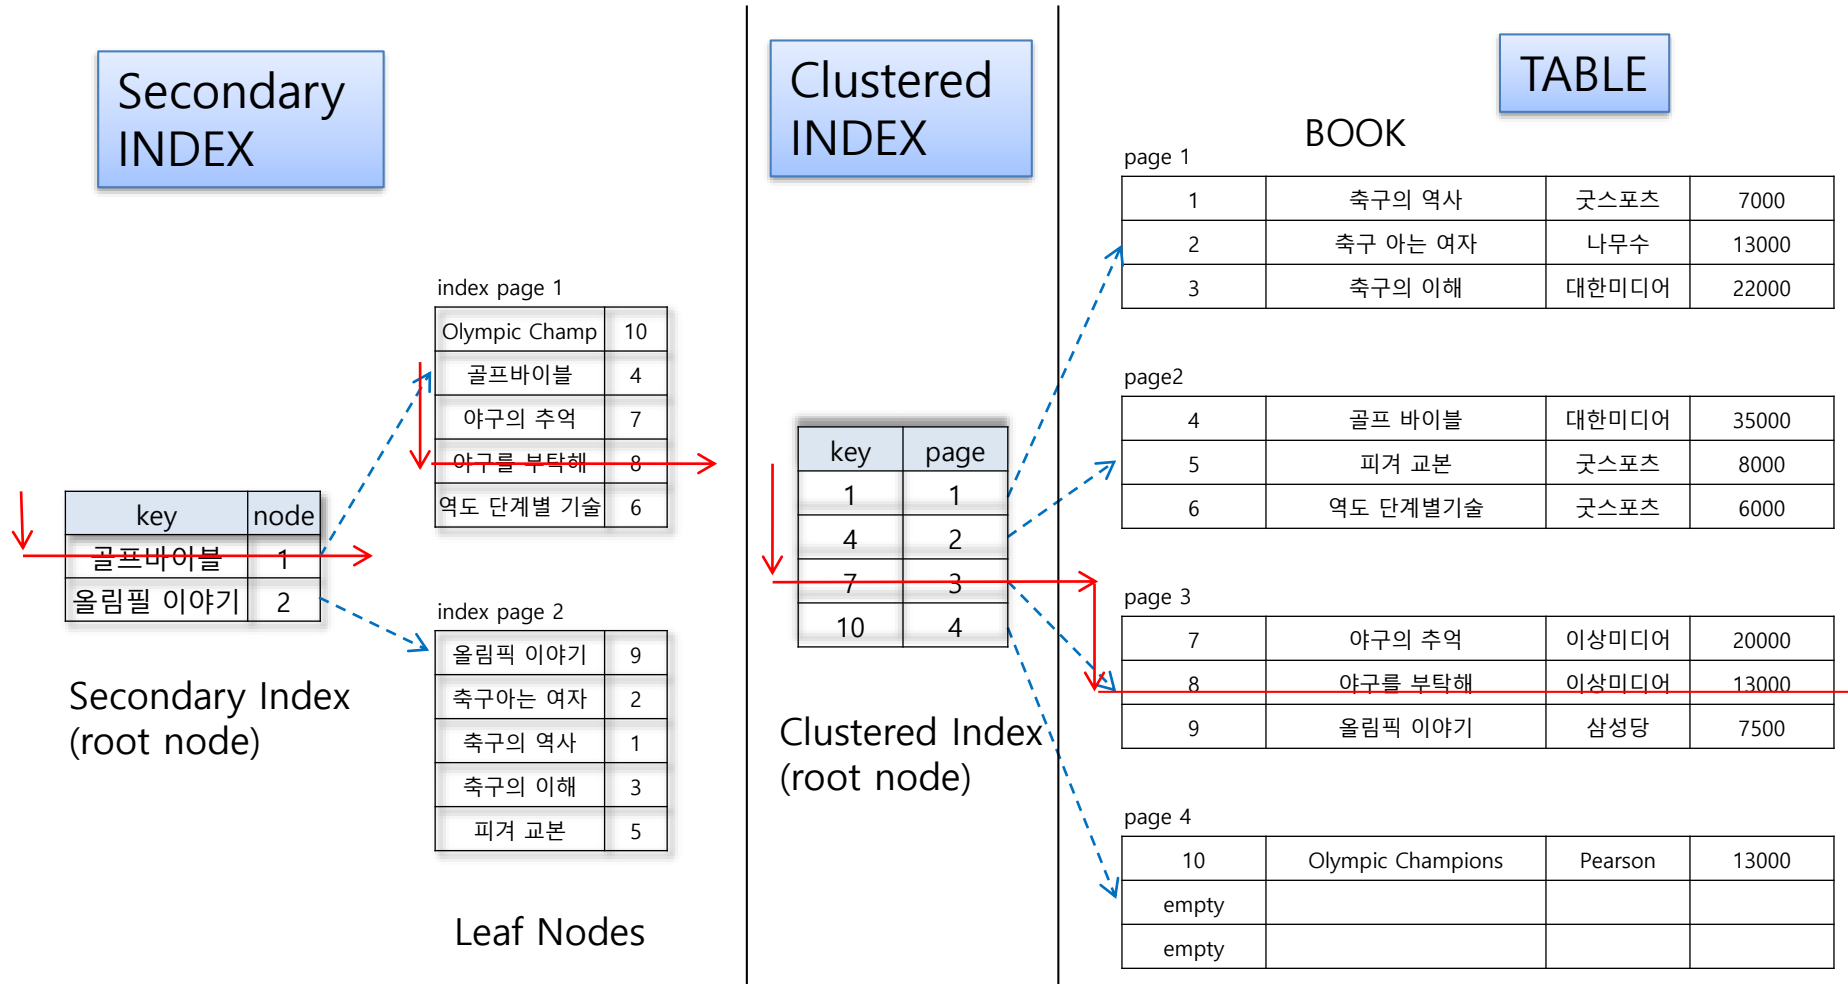 Secondary
INDEX
key node
골프바이블 1
올림필 이야기 2
Secondary Index
(root node)
index page 1
Olympic Champ 10
골프바이블 4
야구의 추억 7
야구를 부탁해 8
역도 단계별 기술 6
index page 2
올림픽 이야기 9
축구아는 여자 2
축구의 역사 1
축구의 이해 3
피겨 교본 5
Leaf Nodes
Clustered
INDEX
key page
1 1
4 2
7 3
10 4
Clustered Index
(root node)
TABLE
BOOK
page 1
1 축구의 역사 굿스포츠 7000
2 축구 아는 여자 나무수 13000
3 축구의 이해 대한미디어 22000
page2
4 골프 바이블 대한미디어 35000
5 피겨 교본 굿스포츠 8000
6 역도 단계별기술 굿스포츠 6000
page 3
7 야구의 추억 이상미디어 20000
8 야구를 부탁해 이상미디어 13000
9 올림픽 이야기 삼성당 7500
page 4
10 Olympic Champions Pearson 13000
empty
empty